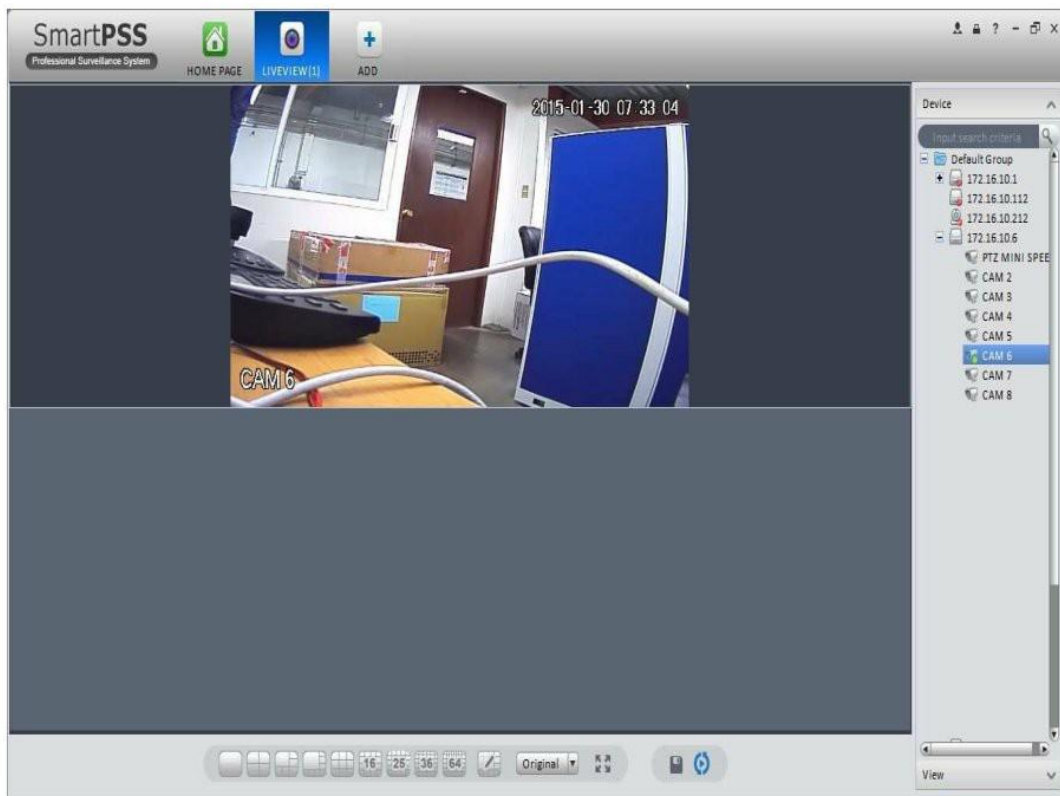 SmartPSS
Professional Surveillance System
HOME PAGE
LIVEVIEW(1)
ADD
2015-01-30 07 33 04
CAM 6
Device
Input search criteria
Default Group
172.16.10.1
172.16.10.112
172.16.10.212
172.16.10.6
PTZ MINI SPEE
CAM 2
CAM 3
CAM 4
CAM 5
CAM 6
CAM 7
CAM 8
16 25 36 64 Original
View